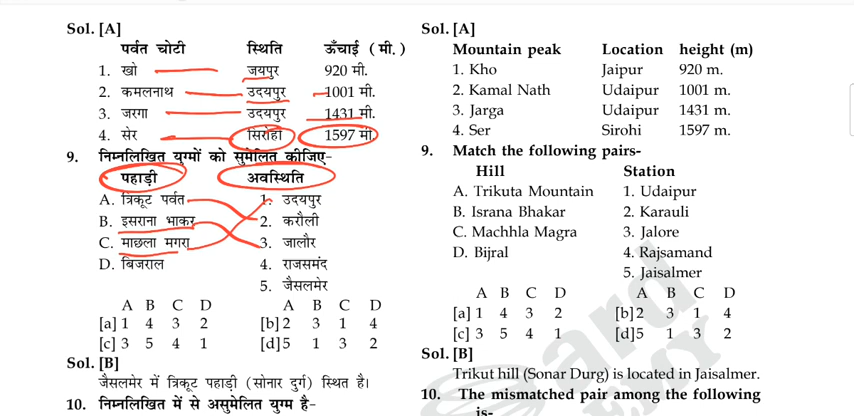 Sol. [A]
पर्वत चोटी स्थिति ऊँचाई ( मी. )
1. खो जयपुर 920 मी.
2. कमलनाथ उदयपुर 1001 मी.
3. जरगा उदयपुर 1431 मी.
4. सेर सिरोही 1597 मी
9. निम्नलिखित युग्मों को सुमेलित कीजिए-
पहाड़ी अवस्थिति
A. त्रिकूट पर्वत 1. उदयपुर
B. इसराना भाकर 2. करौली
C. माछला मगरा 3. जालौर
D. बिजराल 4. राजसमंद
5. जैसलमेर
A B C D A B C D
[a] 1 4 3 2 [b] 2 3 1 4
[c] 3 5 4 1 [d] 5 1 3 2
Sol. [B]
जैसलमेर में त्रिकूट पहाड़ी (सोनार दुर्ग) स्थित है।
10. निम्नलिखित में से असुमेलित युग्म है-
Sol. [A]
Mountain peak Location height (m)
1. Kho Jaipur 920 m.
2. Kamal Nath Udaipur 1001 m.
3. Jarga Udaipur 1431 m.
4. Ser Sirohi 1597 m.
9. Match the following pairs-
Hill Station
A. Trikuta Mountain 1. Udaipur
B. Israna Bhakar 2. Karauli
C. Machhla Magra 3. Jalore
D. Bijral 4. Rajsamand
5. Jaisalmer
A B C D A B C D
[a] 1 4 3 2 [b] 2 3 1 4
[c] 3 5 4 1 [d] 5 1 3 2
Sol. [B]
Trikut hill (Sonar Durg) is located in Jaisalmer.
10. The mismatched pair among the following
is-